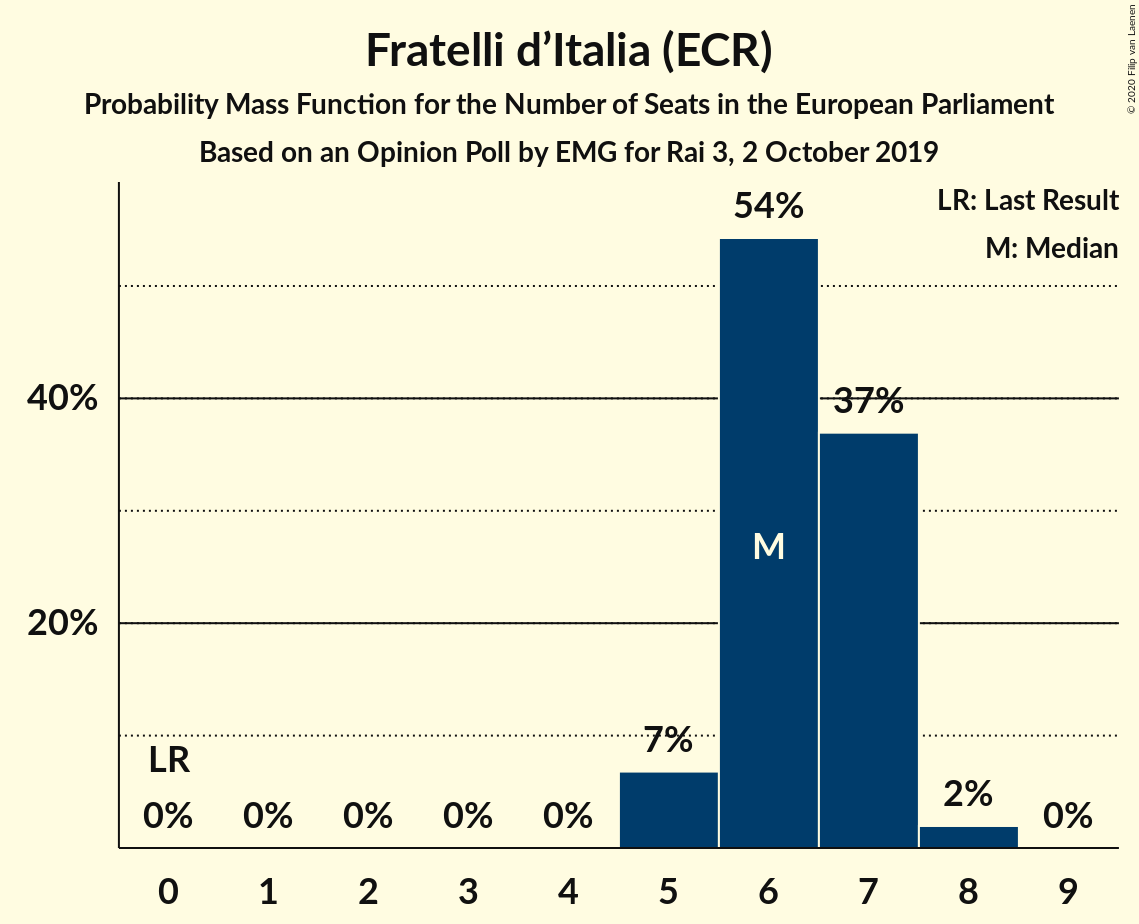 Fratelli d’Italia (ECR)
Probability Mass Function for the Number of Seats in the European Parliament
Based on an Opinion Poll by EMG for Rai 3, 2 October 2019
© 2020 Filip van Laenen
LR: Last Result
M: Median
54%
40%
37%
M
20%
7%
LR
2%
0% 0% 0% 0% 0% 0%
0 1 2 3 4 5 6 7 8 9